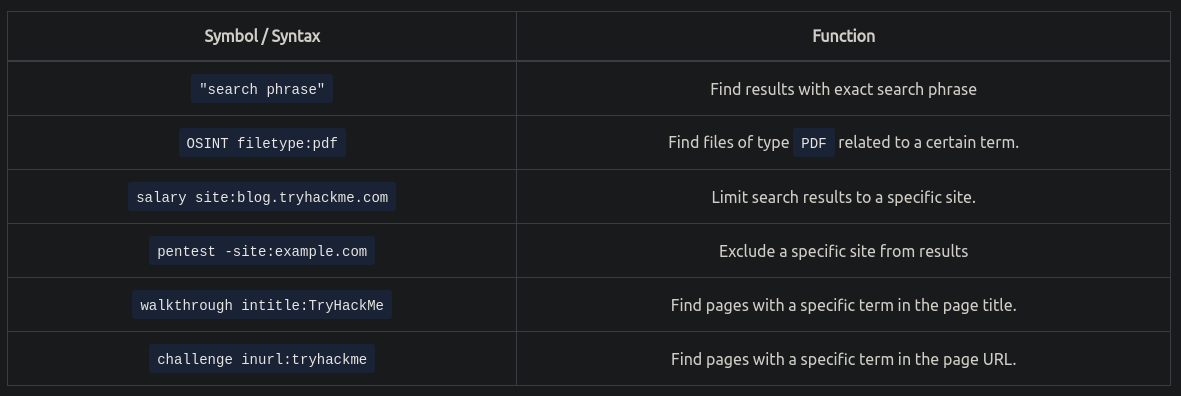 Symbol / Syntax Function
"search phrase" Find results with exact search phrase
OSINT filetype:pdf Find files of type PDF related to a certain term.
salary site:blog.tryhackme.com Limit search results to a specific site.
pentest -site:example.com Exclude a specific site from results
walkthrough intitle:TryHackMe Find pages with a specific term in the page title.
challenge inurl:tryhackme Find pages with a specific term in the page URL.